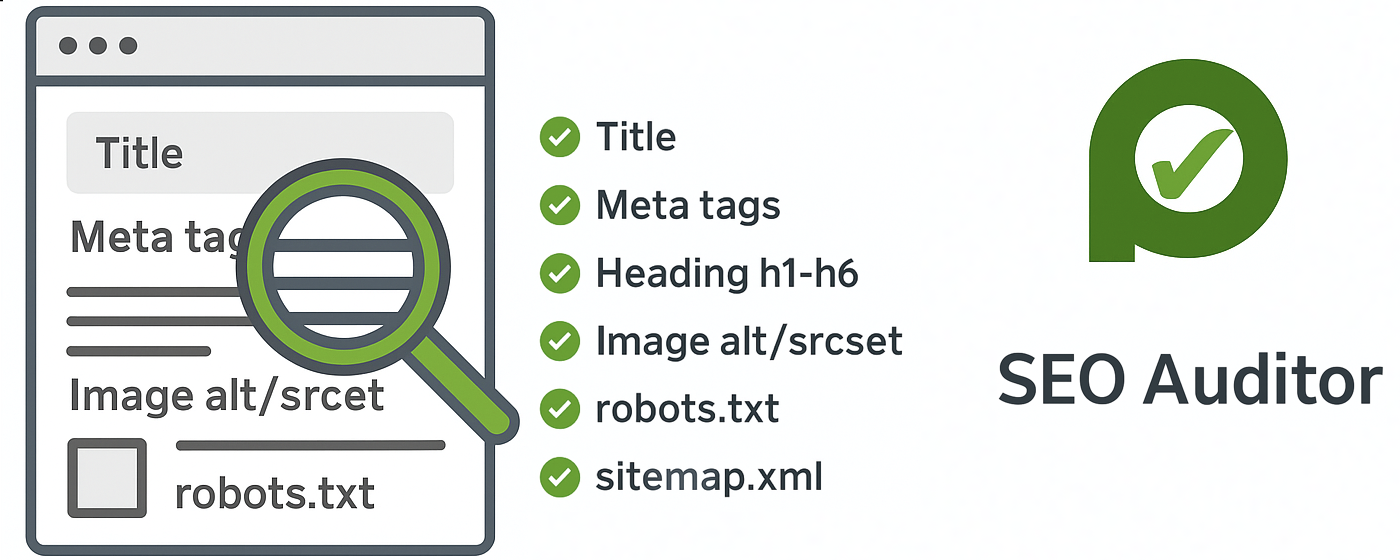 Title
Meta tag
Image alt/srcet
robots.txt
Title
Meta tags
Heading h1-h6
Image alt/srcset
robots.txt
sitemap.xml
SEO Auditor